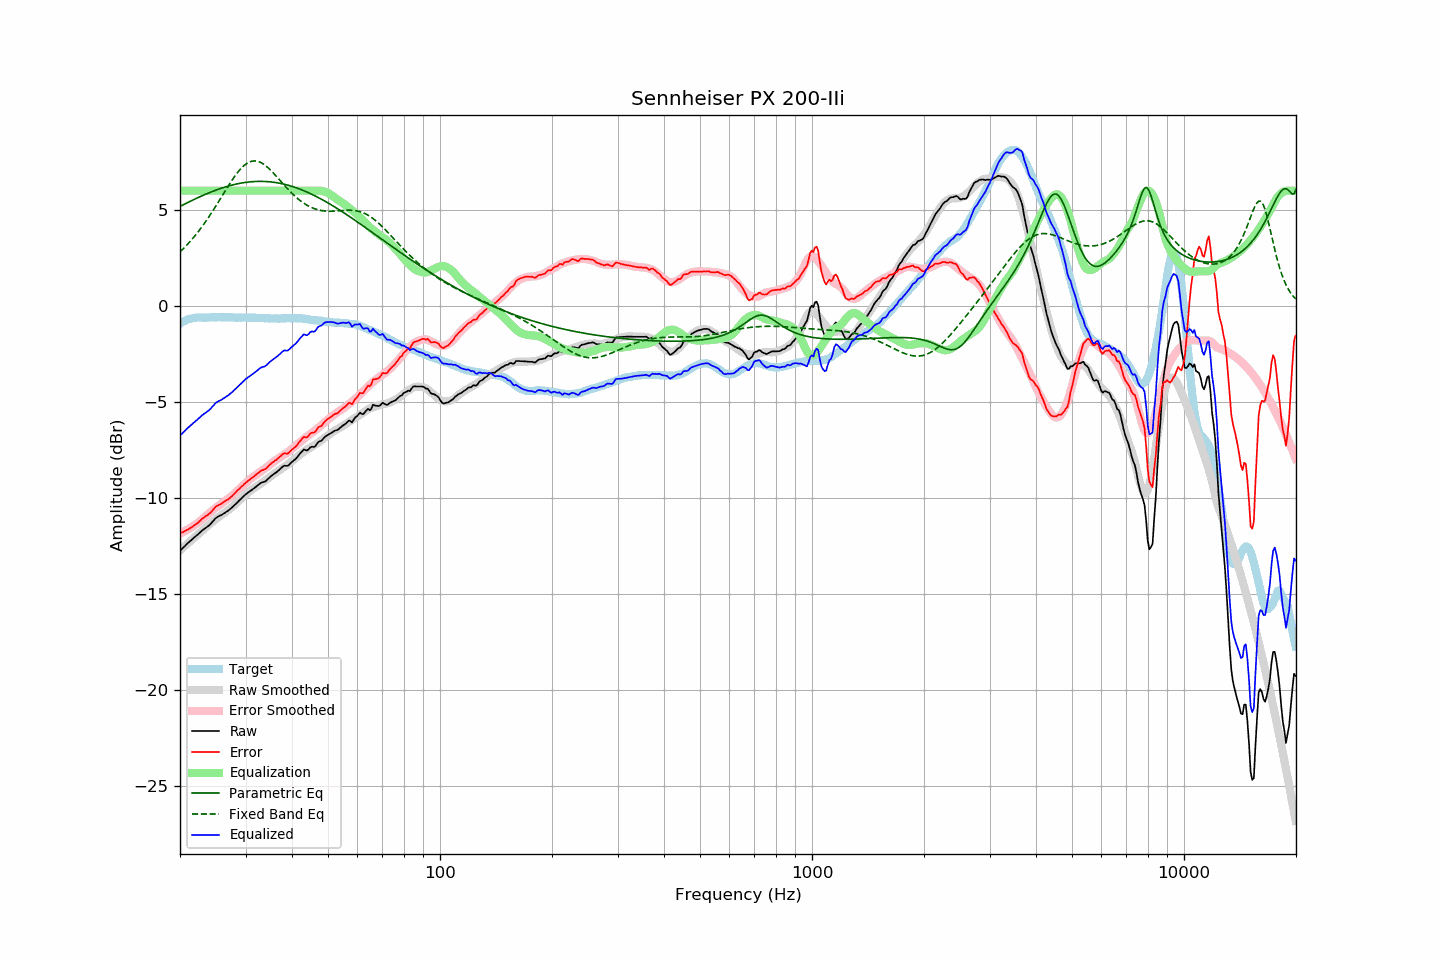 Sennheiser PX 200-IIi
Amplitude (dBr)
5
0
−5
−10
−15
−20
−25
Target
Raw Smoothed
Error Smoothed
Raw
Error
Equalization
Parametric Eq
Fixed Band Eq
Equalized
100
1000
10000
Frequency (Hz)